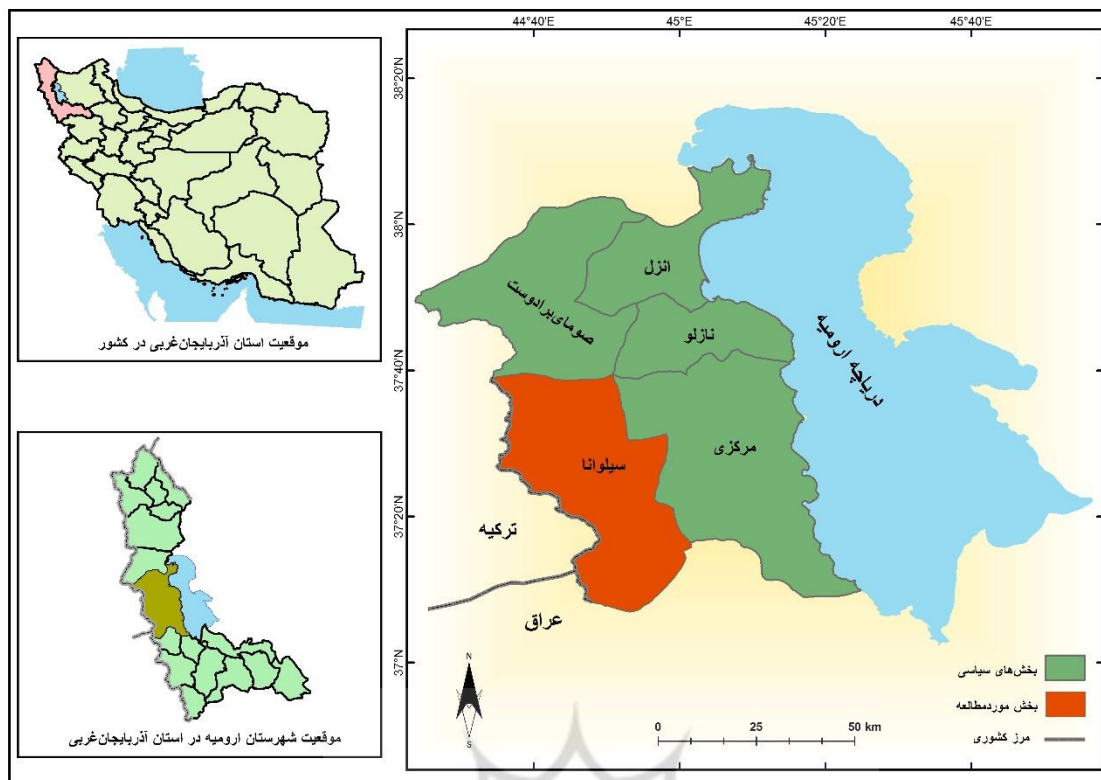 موقعیت استان آذربایجان‌غربی در کشور
موقعیت شهرستان ارومیه در استان آذربایجان‌غربی
44°40'E
45°E
45°20'E
45°40'E
38°20'N
38°N
37°40'N
37°20'N
37°N
انزل
صومای‌برادوست
نازلو
دریاچه ارومیه
مرکزی
سیلوانا
ترکیه
عراق
N
S
0 25 50 km
بخش‌های سیاسی
بخش موردمطالعه
مرز کشوری